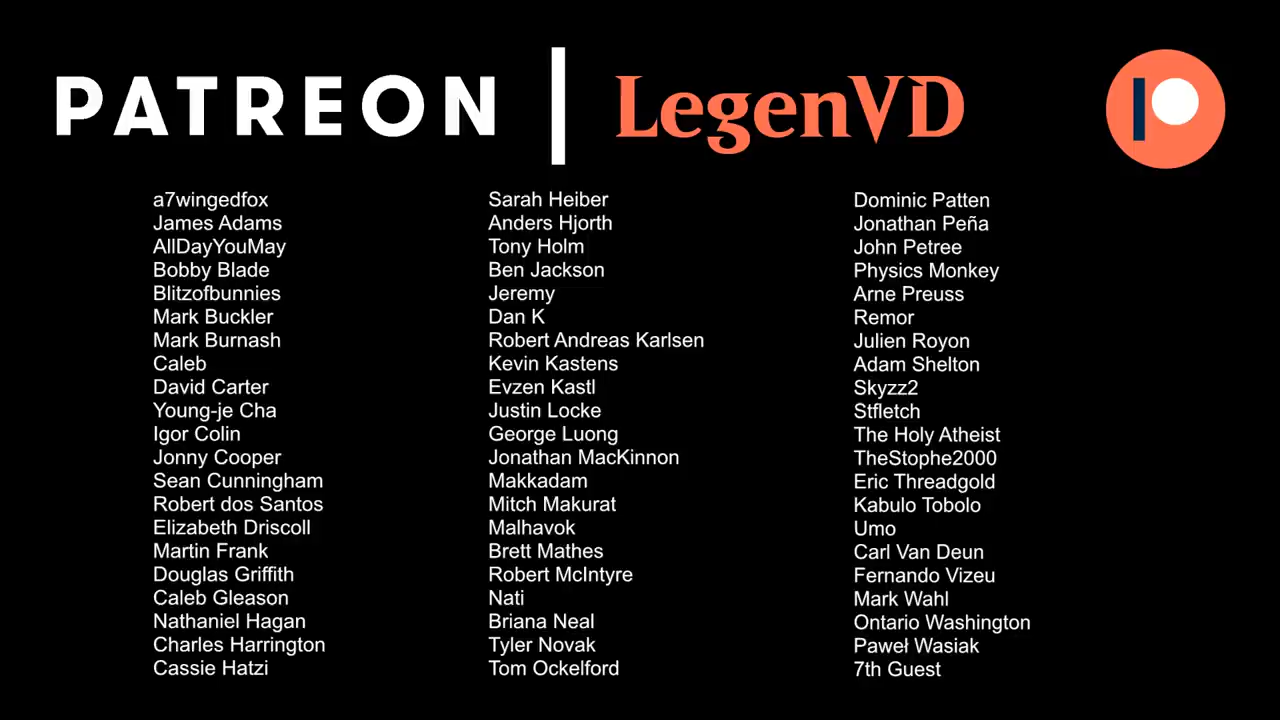 PATREON | LegenVD
a7wingedfox
James Adams
AllDayYouMay
Bobby Blade
Blitzofbunnies
Mark Buckler
Mark Burnash
Caleb
David Carter
Young-je Cha
Igor Colin
Jonny Cooper
Sean Cunningham
Robert dos Santos
Elizabeth Driscoll
Martin Frank
Douglas Griffith
Caleb Gleason
Nathaniel Hagan
Charles Harrington
Cassie Hatzi
Sarah Heiber
Anders Hjorth
Tony Holm
Ben Jackson
Jeremy
Dan K
Robert Andreas Karlsen
Kevin Kastens
Evzen Kastl
Justin Locke
George Luong
Jonathan MacKinnon
Makkadam
Mitch Makurat
Malhavok
Brett Mathes
Robert McIntyre
Nati
Briana Neal
Tyler Novak
Tom Ockelford
Dominic Patten
Jonathan Peña
John Petree
Physics Monkey
Arne Preuss
Remor
Julien Royon
Adam Shelton
Skyzz2
Stfletch
The Holy Atheist
TheStophe2000
Eric Threadgold
Kabulo Tobolo
Umo
Carl Van Deun
Fernando Vizeu
Mark Wahl
Ontario Washington
Paweł Wasiak
7th Guest